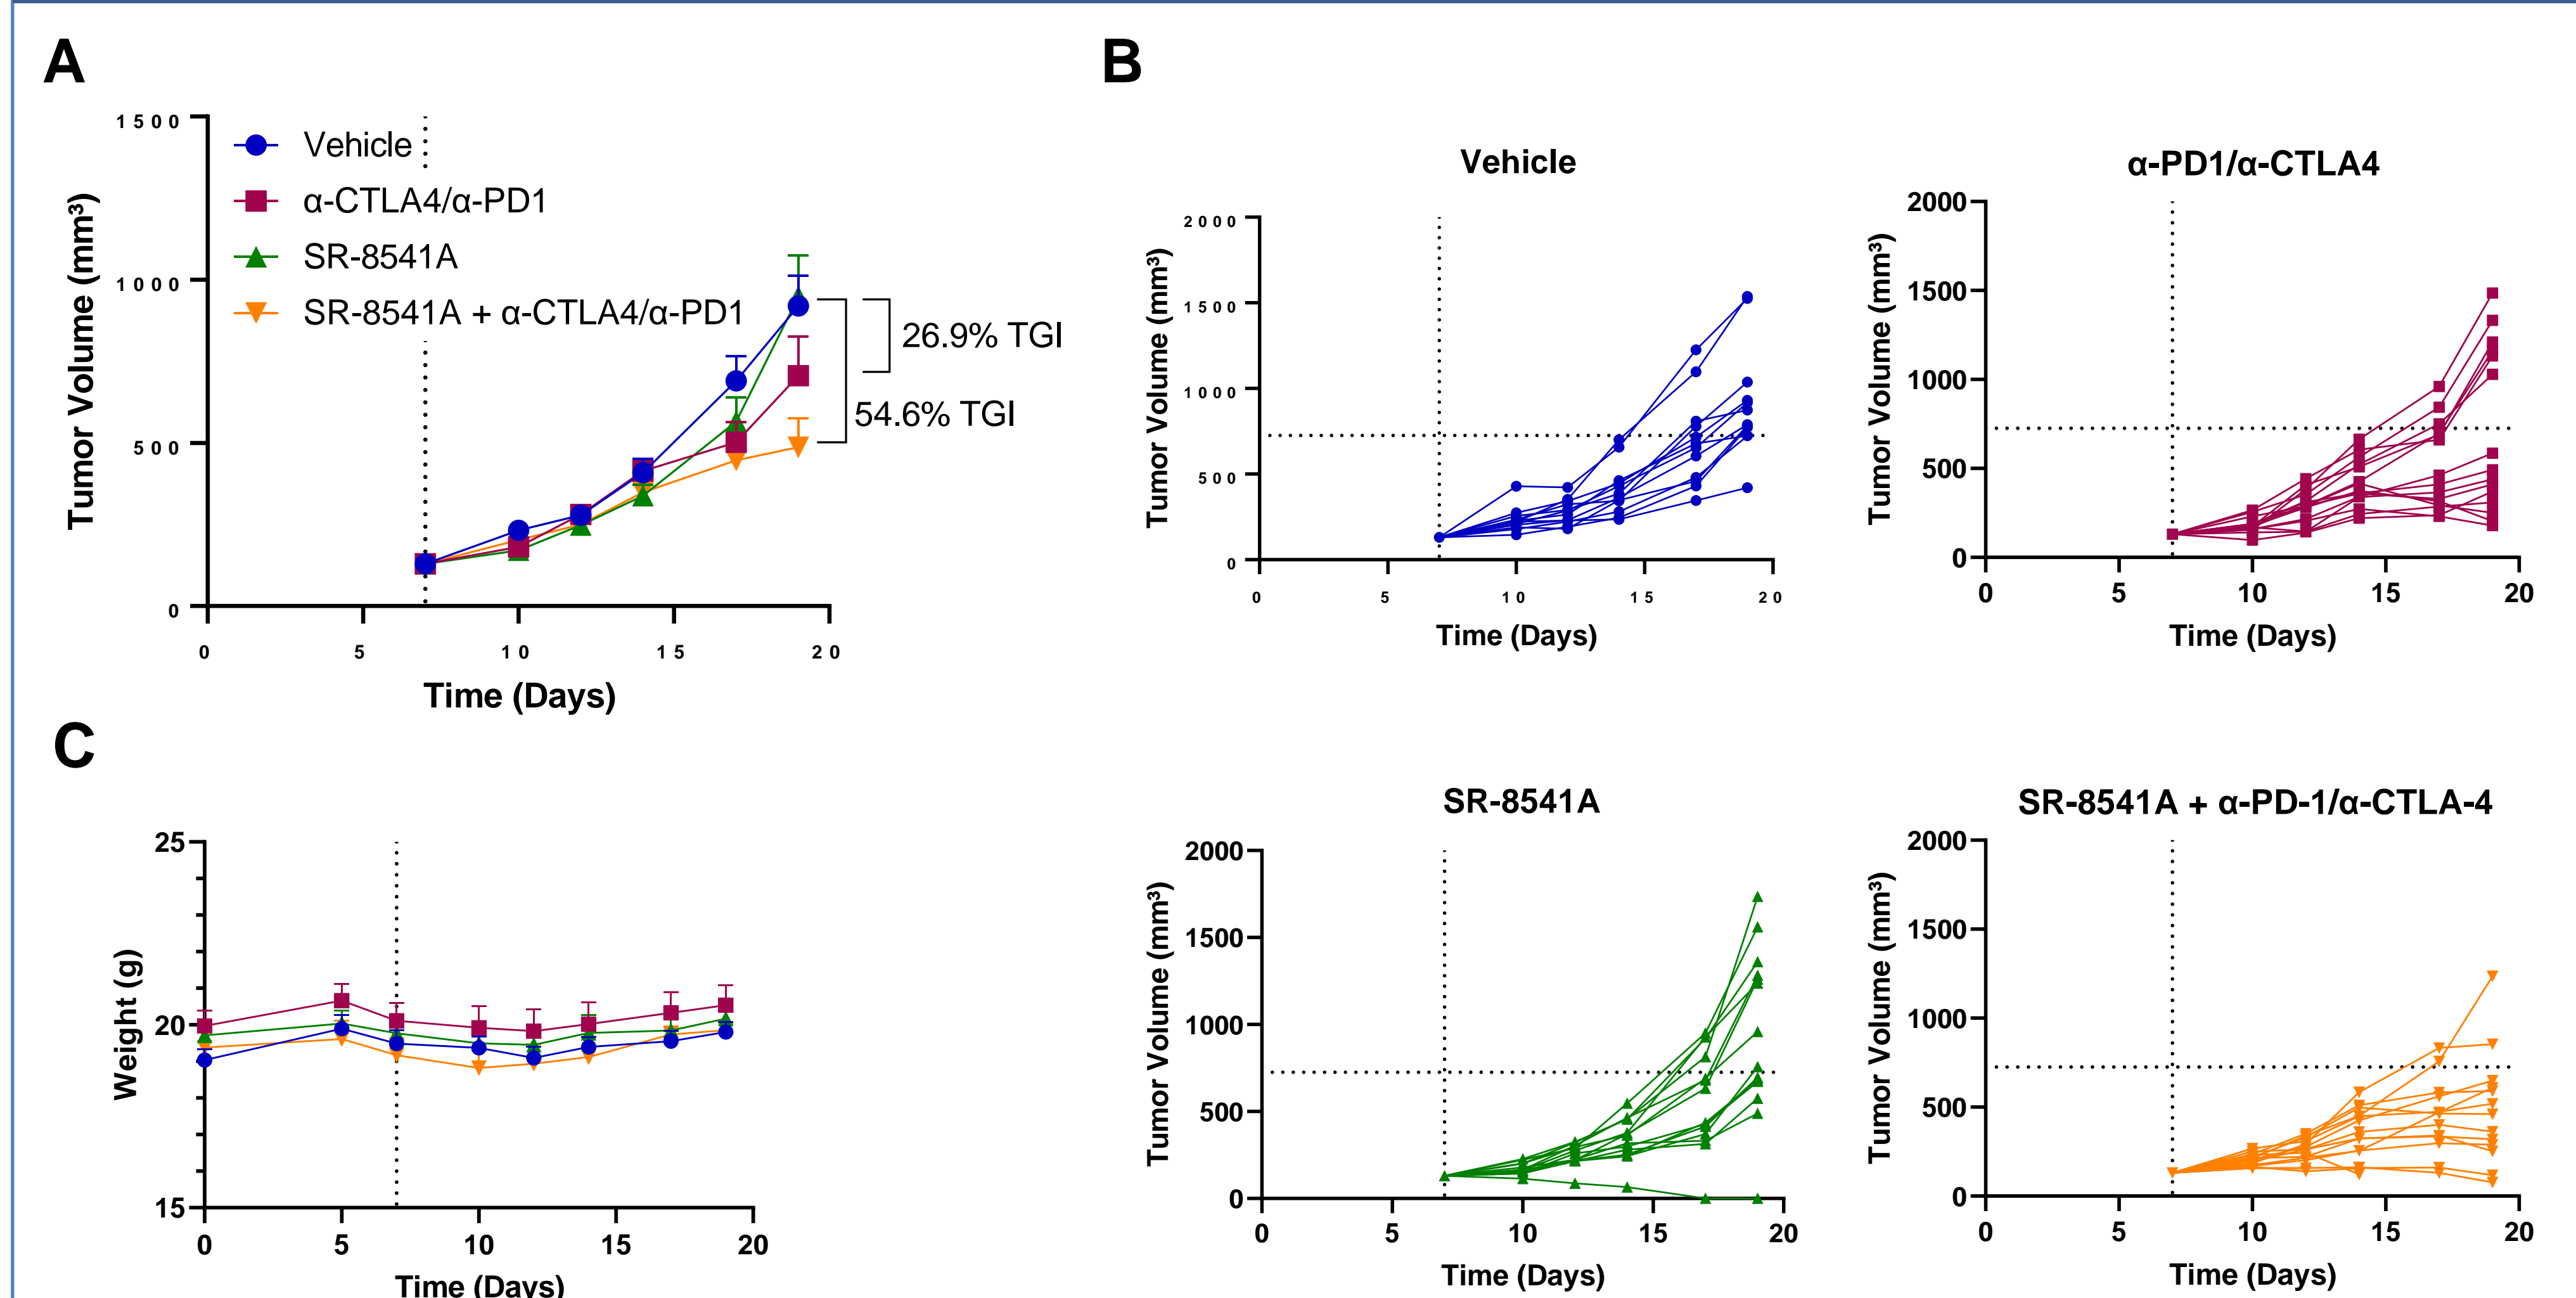 A
1500
1000
500
0
Tumor Volume (mm³)
Vehicle
α-CTLA4/α-PD1
SR-8541A
SR-8541A + α-CTLA4/α-PD1
26.9% TGI
54.6% TGI
0 5 10 15 20
Time (Days)
B
Vehicle
2000
1500
1000
500
0
Tumor Volume (mm³)
0 5 10 15 20
Time (Days)
α-PD1/α-CTLA4
2000
1500
1000
500
0
Tumor Volume (mm³)
0 5 10 15 20
Time (Days)
C
25
20
15
Weight (g)
0 5 10 15 20
Time (Days)
SR-8541A
2000
1500
1000
500
0
Tumor Volume (mm³)
0 5 10 15 20
Time (Days)
SR-8541A + α-PD-1/α-CTLA-4
2000
1500
1000
500
0
Tumor Volume (mm³)
0 5 10 15 20
Time (Days)